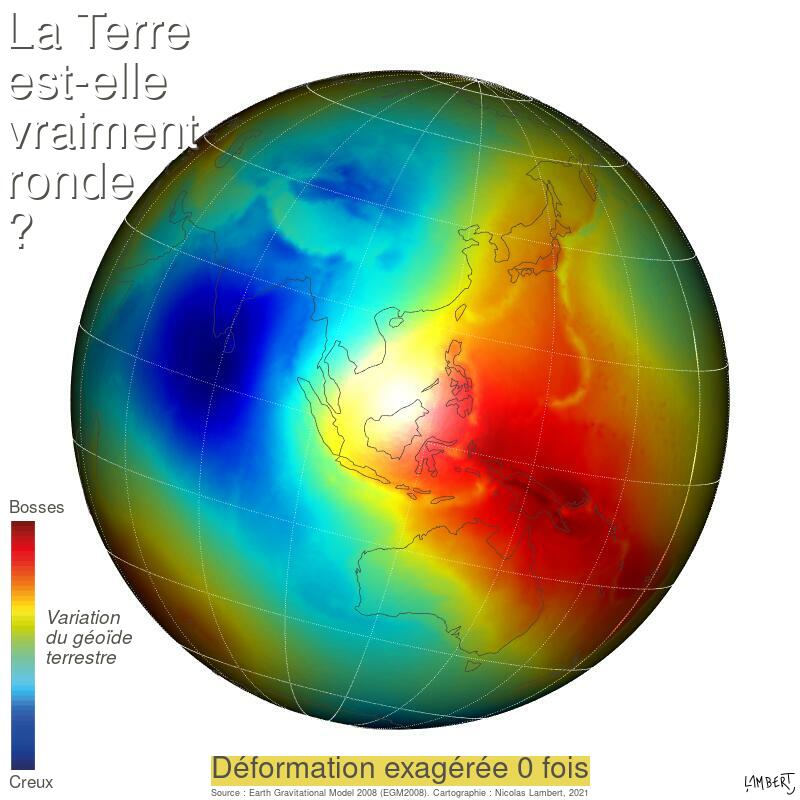 La Terre
est-elle
vraiment
ronde
?
Bosses
Variation
du géoïde
terrestre
Creux
Déformation exagérée 0 fois
Source : Earth Gravitational Model 2008 (EGM2008). Cartographie : Nicolas Lambert, 2021
LAMBERT